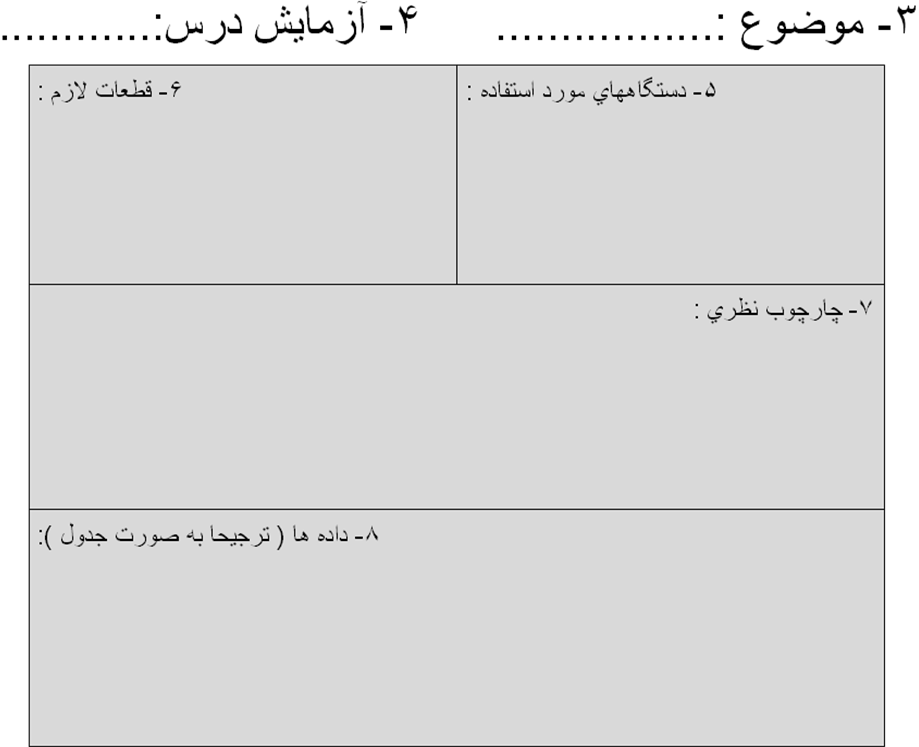 ۳- موضوع :................. ۴- آزمایش درس:............
۵- دستگاههاي مورد استفاده :
۶- قطعات لازم :
۷- چارچوب نظري :
۸- داده ها ( ترجیحا به صورت جدول ):